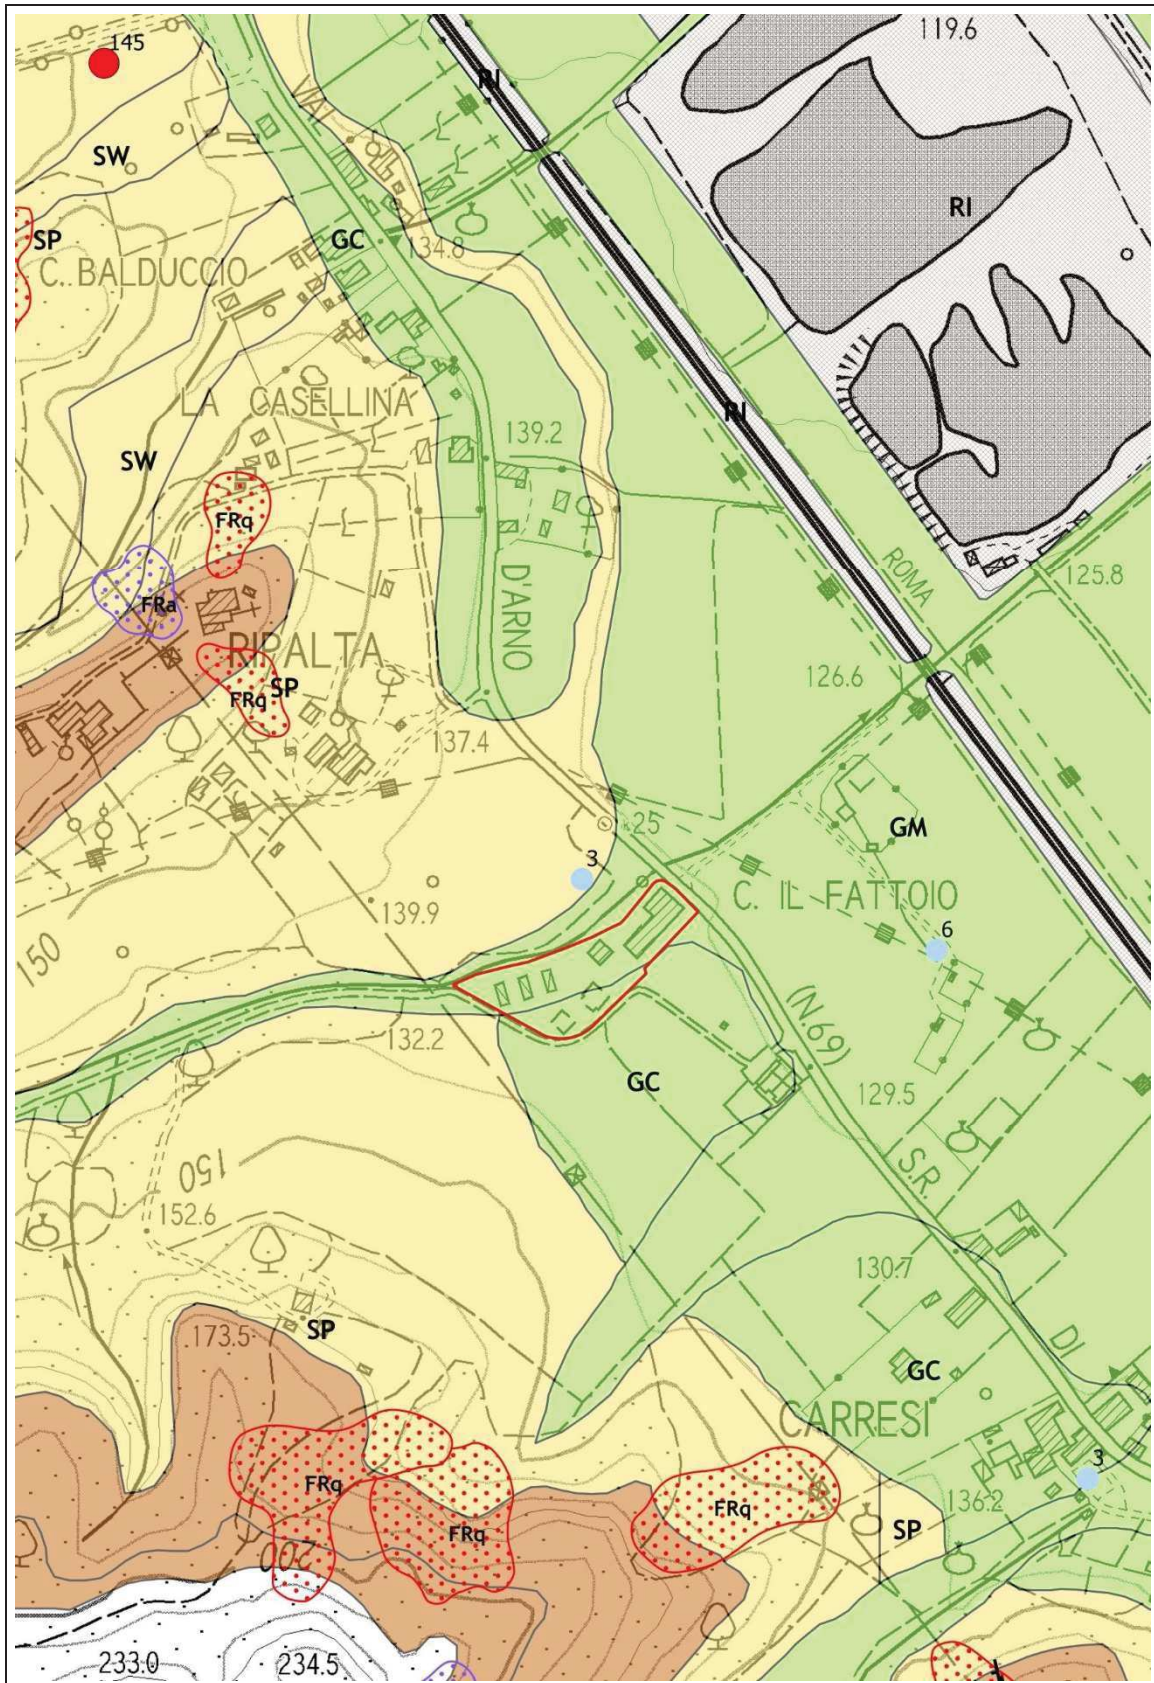 145
119.6
RI
VAL
SW
RI
SP
GC
134.8
C. BALDUCCIO
LA CASELLINA
RI
139.2
SW
FRq
ROMA
125.8
D'ARNO
FRa
RIPALTA
126.6
SP
FRq
137.4
GM
125
3
C. IL FATTOIO
139.9
6
150
(N.69)
132.2
GC
129.5
S.R.
150
152.6
130.7
DI
SP
173.5
GC
CARRESI
3
FRq
136.2
FRq
FRq
SP
200
233.0
234.5